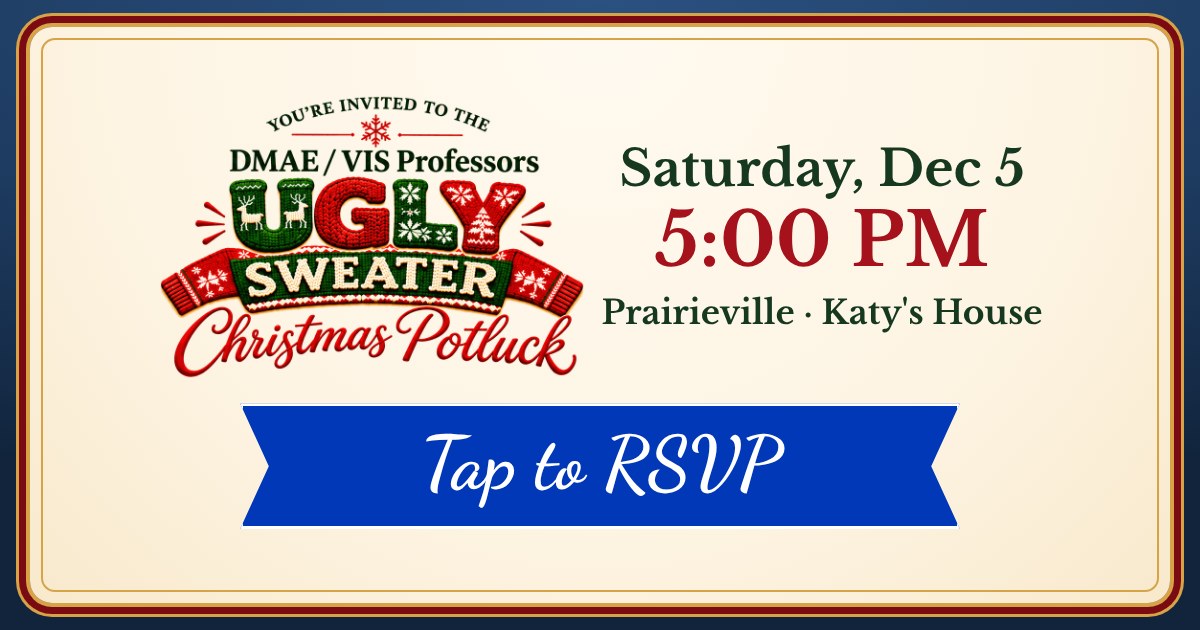 YOU'RE INVITED TO THE
DMAE / VIS Professors
UGLY
SWEATER
Christmas Potluck
Saturday, Dec 5
5:00 PM
Prairieville · Katy's House
Tap to RSVP